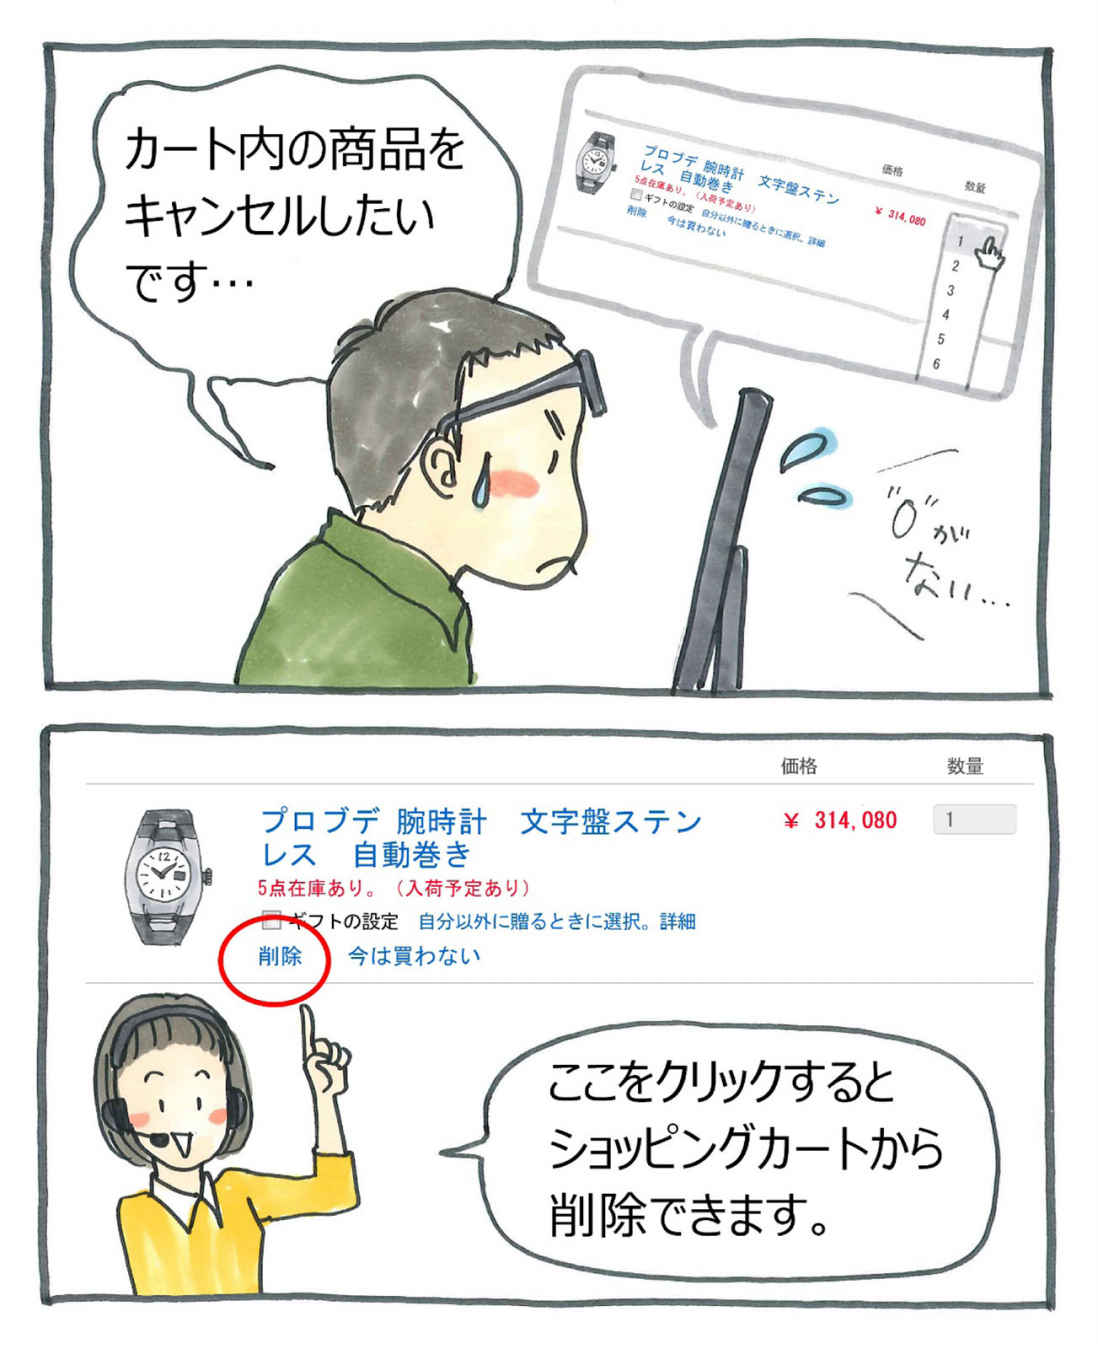 カート内の商品を
キャンセルしたい
です…
価格
数量
プロブデ 腕時計　文字盤ステン
レス　自動巻き
5点在庫あり。（入荷予定あり）
ギフトの設定　自分以外に贈るときに選択。詳細
削除　今は買わない
¥ 314,080
1
2
3
4
5
6
"0"が
ない...
価格
数量
プロブデ 腕時計　文字盤ステン
レス　自動巻き
¥ 314,080
1
5点在庫あり。（入荷予定あり）
ギフトの設定　自分以外に贈るときに選択。詳細
削除　今は買わない
12
ここをクリックすると
ショッピングカートから
削除できます。